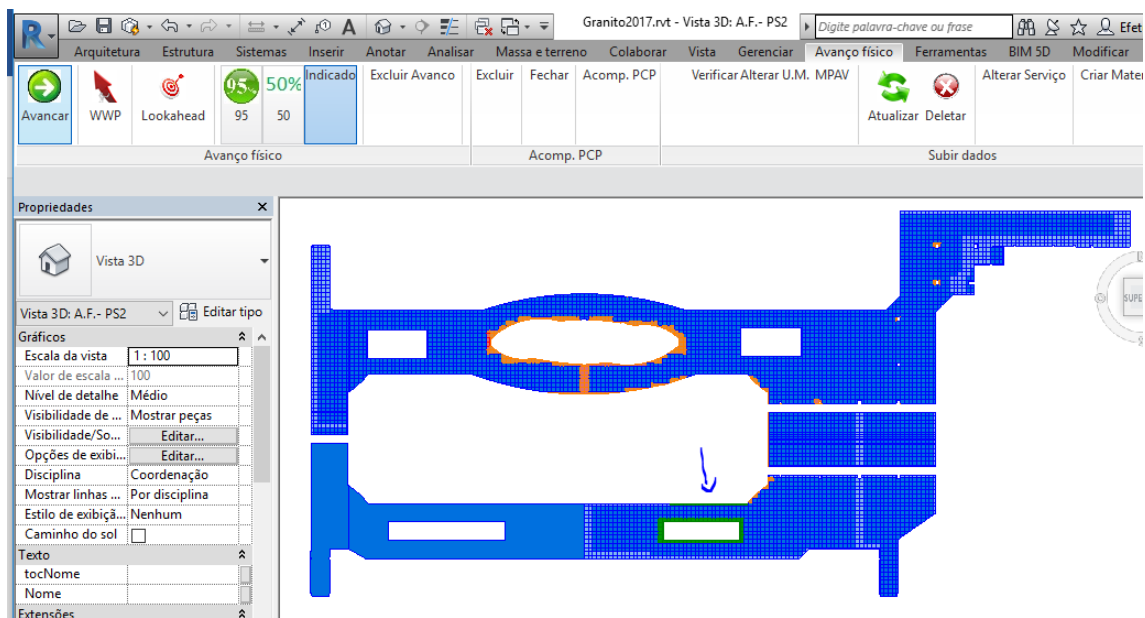 Granito2017.rvt - Vista 3D: A.F.- PS2
Digite palavra-chave ou frase
Efet
Arquitetura Estrutura Sistemas Inserir Anotar Analisar Massa e terreno Colaborar Vista Gerenciar Avanço físico Ferramentas BIM 5D Modificar
Avancar WWP Lookahead 95 50 Indicado Excluir Avanco Excluir Fechar Acomp. PCP Verificar Alterar U.M. MPAV Atualizar Deletar Alterar Serviço Criar Mater
95%
50%
Avanço físico Acomp. PCP Subir dados
Propriedades
Vista 3D
Vista 3D: A.F.- PS2 Editar tipo
Gráficos
Escala da vista 1 : 100
Valor de escala ... 100
Nível de detalhe Médio
Visibilidade de ... Mostrar peças
Visibilidade/So... Editar...
Opções de exibi... Editar...
Disciplina Coordenação
Mostrar linhas ... Por disciplina
Estilo de exibiçã... Nenhum
Caminho do sol
Texto
tocNome
Nome
Extensões
SUPE